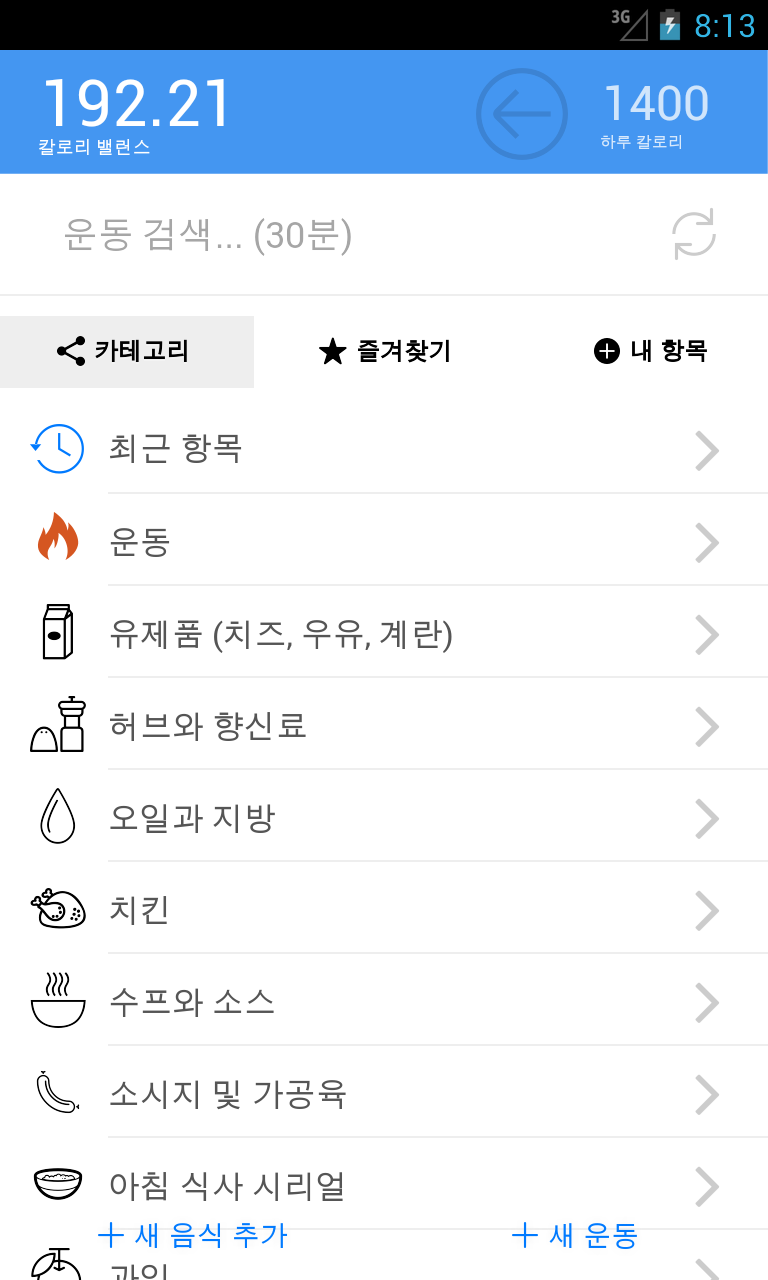 3G 8:13
192.21
칼로리 밸런스
1400
하루 칼로리
운동 검색... (30분)
카테고리
즐겨찾기
내 항목
최근 항목
운동
유제품 (치즈, 우유, 계란)
허브와 향신료
오일과 지방
치킨
수프와 소스
소시지 및 가공육
아침 식사 시리얼
새 음식 추가
새 운동
과일